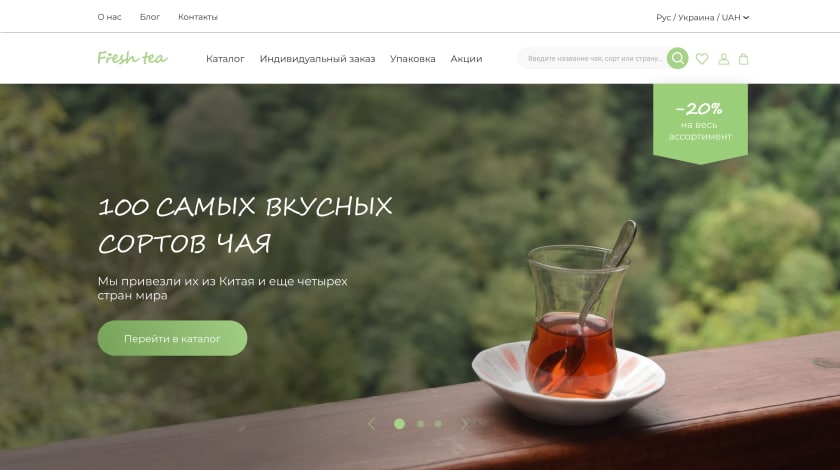 О нас Блог Контакты Рус / Украина / UAH
Fresh tea Каталог Индивидуальный заказ Упаковка Акции Введите название чая, сорт или страну...
-20%
на весь
ассортимент
100 САМЫХ ВКУСНЫХ
СОРТОВ ЧАЯ
Мы привезли их из Китая и еще четырех
стран мира
Перейти в каталог